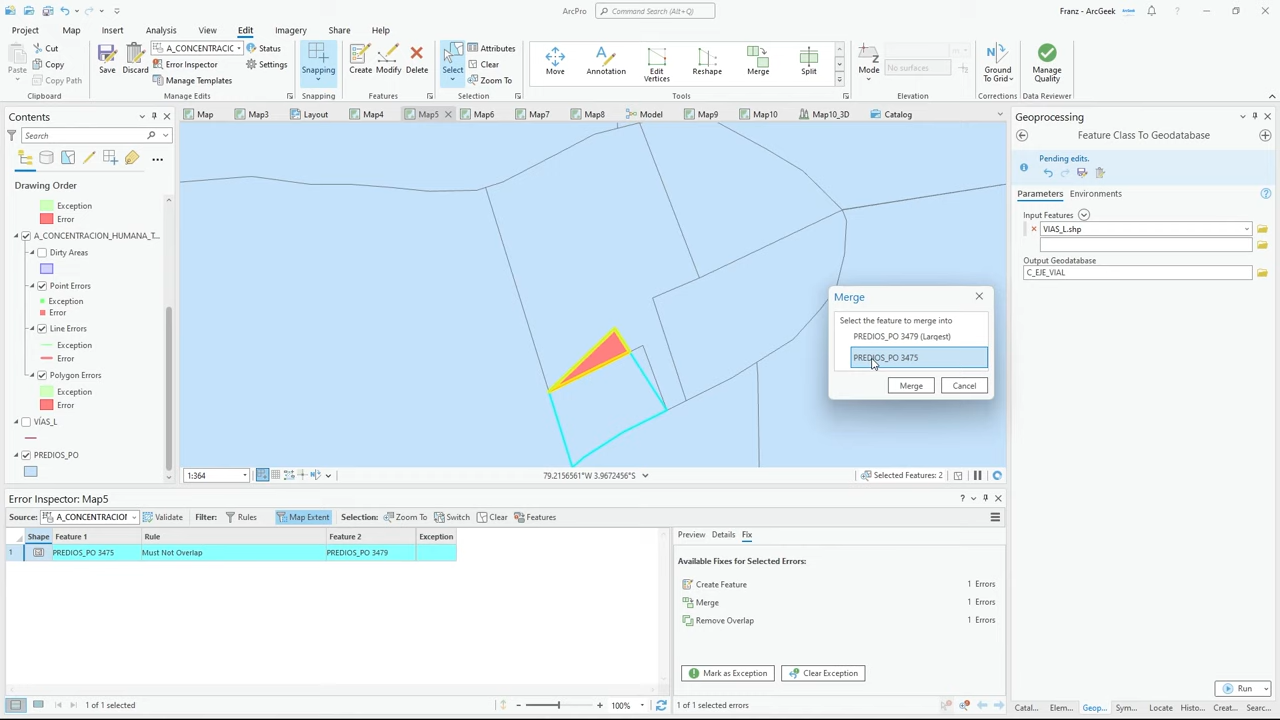 ArcPro
Command Search (Alt+Q)
Franz - ArcGeek
?
Project
Map
Insert
Analysis
View
Edit
Imagery
Share
Help
Paste
Cut
Copy
Copy Path
Clipboard
Save
Discard
A_CONCENTRACIC
Status
Error Inspector
Settings
Manage Templates
Manage Edits
Snapping
Snapping
Create
Modify
Delete
Features
Select
Attributes
Clear
Zoom To
Selection
Move
Annotation
Edit
Vertices
Reshape
Merge
Split
Tools
Mode
m
No surfaces
Elevation
Ground
To Grid
Corrections
Manage
Quality
Data Reviewer
Contents
Search
Drawing Order
Exception
Error
A_CONCENTRACION_HUMANA_T...
Dirty Areas
Point Errors
Exception
Error
Line Errors
Exception
Error
Polygon Errors
Exception
Error
VÍAS_L
PREDIOS_PO
Map
Map3
Layout
Map4
Map5
Map6
Map7
Map8
Model
Map9
Map10
Map10_3D
Catalog
Merge
Select the feature to merge into
PREDIOS_PO 3479 (Largest)
PREDIOS_PO 3475
Merge
Cancel
1:364
79.2156561°W 3.9672456°S
Selected Features: 2
Geoprocessing
Feature Class To Geodatabase
Pending edits.
Parameters
Environments
?
Input Features
VIAS_L.shp
Output Geodatabase
C_EJE_VIAL
Run
Catal...
Elem...
Geop...
Sym...
Locate
Histo...
Creat...
Searc...
Error Inspector: Map5
?
Source:
A_CONCENTRACIOI
Validate
Filter:
Rules
Map Extent
Selection:
Zoom To
Switch
Clear
Features
Shape
Feature 1
Rule
Feature 2
Exception
1
PREDIOS_PO 3475
Must Not Overlap
PREDIOS_PO 3479
Preview
Details
Fix
Available Fixes for Selected Errors:
Create Feature
1 Errors
Merge
1 Errors
Remove Overlap
1 Errors
Mark as Exception
Clear Exception
1 of 1 selected
100%
1 of 1 selected errors